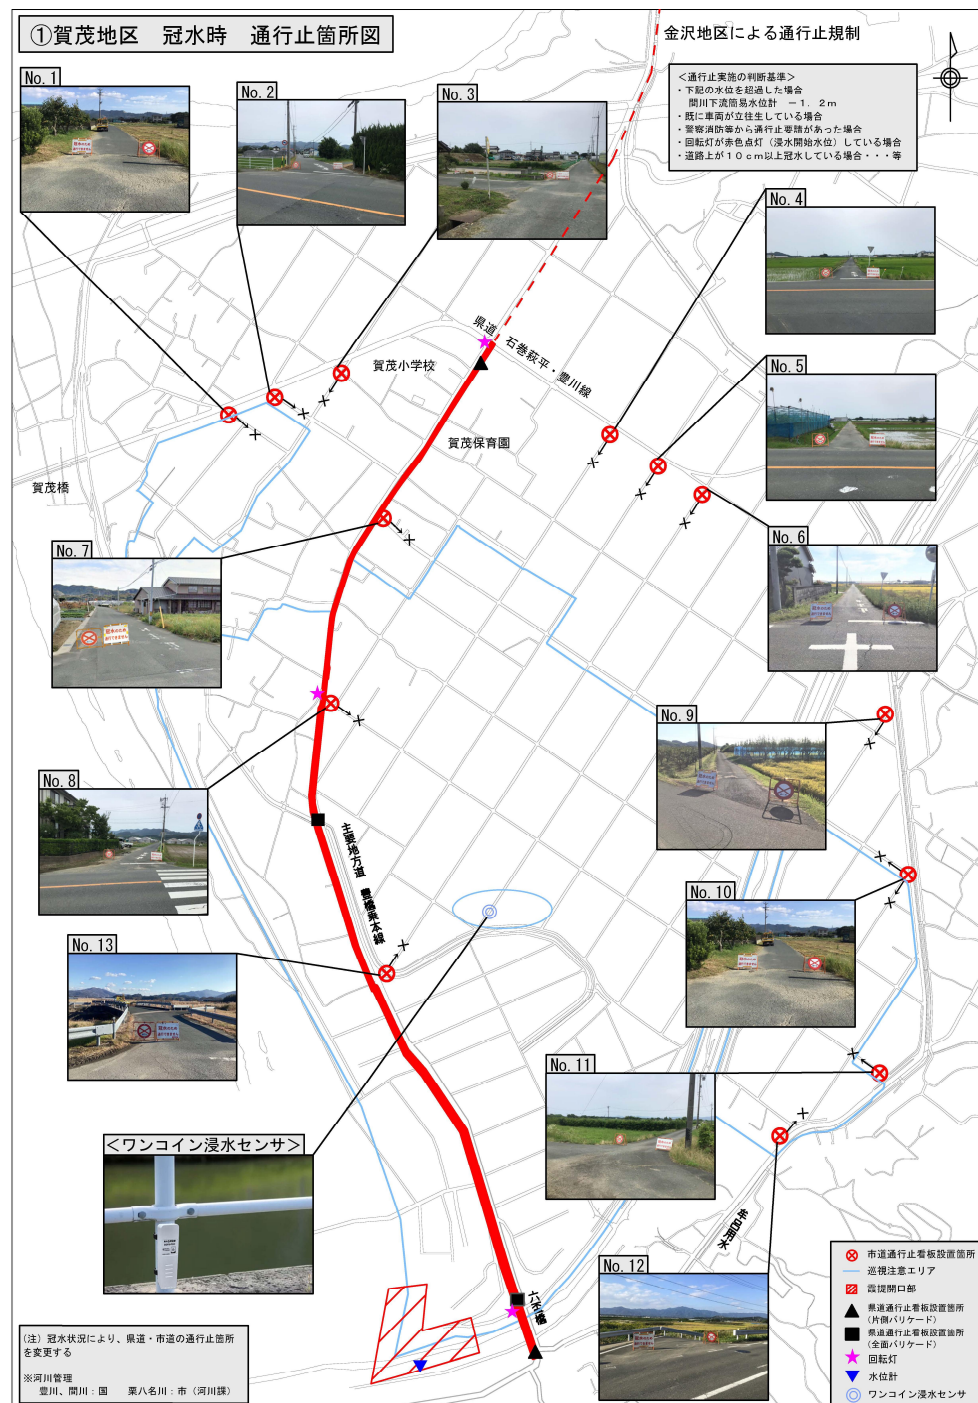 ①賀茂地区　冠水時　通行止箇所図
金沢地区による通行止規制
＜通行止実施の判断基準＞
・下記の水位を超過した場合
間川下流簡易水位計　－１．２ｍ
・既に車両が立往生している場合
・警察消防等から通行止要請があった場合
・回転灯が赤色点灯（浸水開始水位）している場合
・道路上が１０ｃｍ以上冠水している場合・・・等
No. 1
No. 2
No. 3
No. 4
No. 5
No. 6
No. 7
No. 8
No. 9
No. 10
No. 11
No. 12
No. 13
県道
石巻萩平・豊川線
賀茂小学校
賀茂保育園
賀茂橋
主要地方道　豊橋乗本線
＜ワンコイン浸水センサ＞
牟呂用水
六左橋
市道通行止看板設置箇所
巡視注意エリア
霞堤開口部
県道通行止看板設置箇所
（片側バリケード）
県道通行止看板設置箇所
（全面バリケード）
回転灯
水位計
ワンコイン浸水センサ
(注) 冠水状況により、県道・市道の通行止箇所
を変更する
※河川管理
豊川、間川：国　　栗八名川：市（河川課）